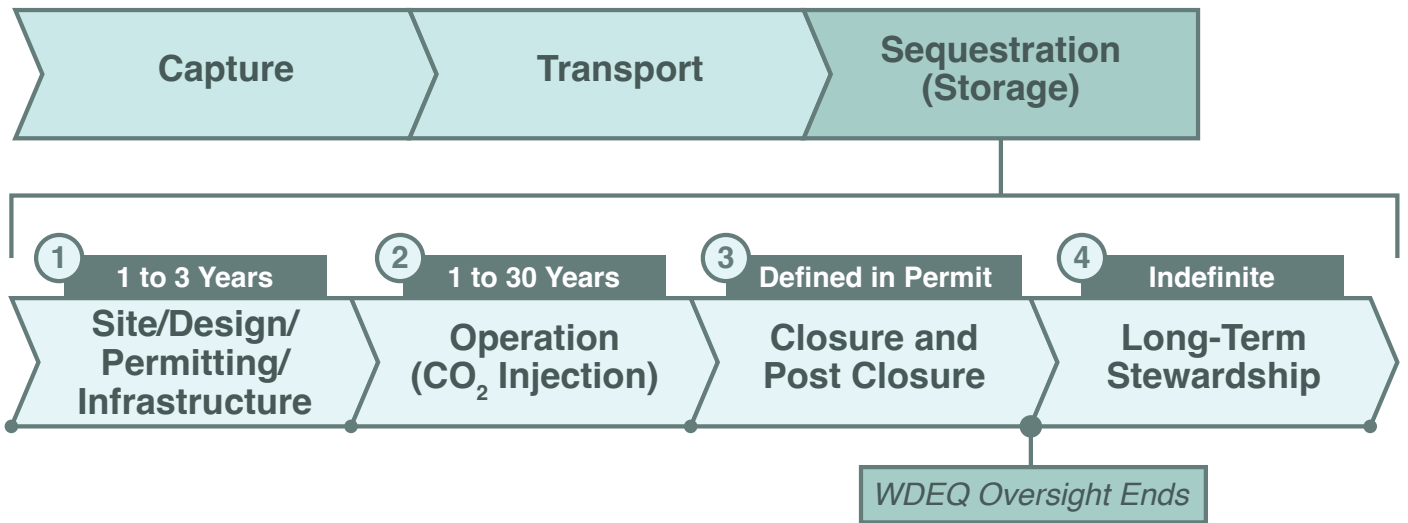 Capture
Transport
Sequestration
(Storage)
1
1 to 3 Years
Site/Design/
Permitting/
Infrastructure
2
1 to 30 Years
Operation
(CO₂ Injection)
3
Defined in Permit
Closure and
Post Closure
4
Indefinite
Long-Term
Stewardship
WDEQ Oversight Ends